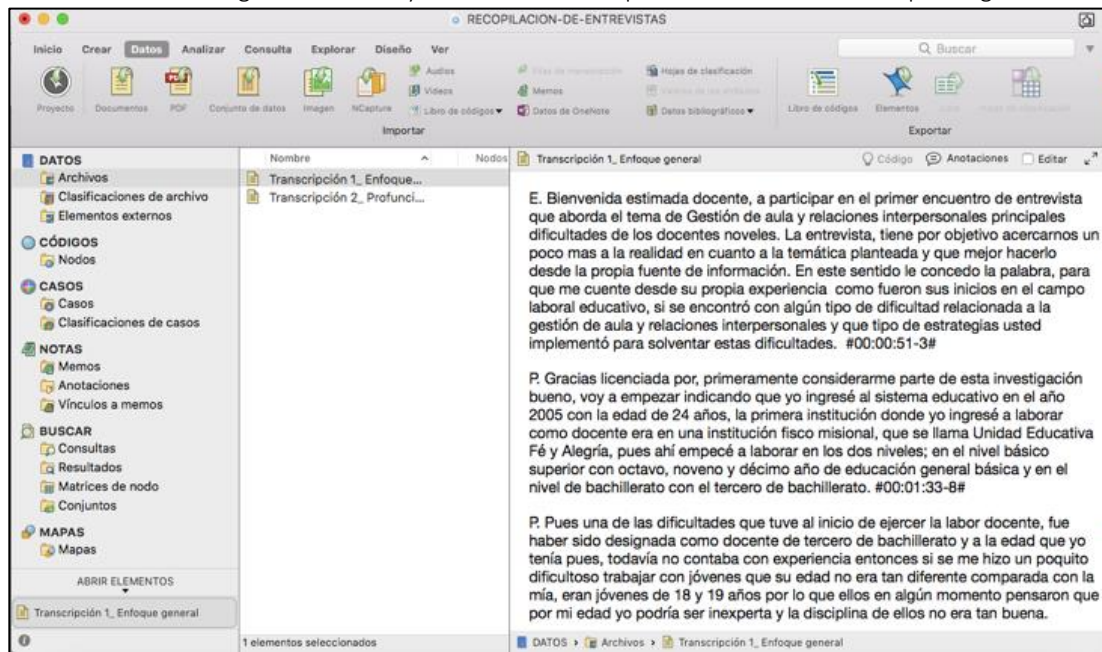 RECOPILACION-DE-ENTREVISTAS
Inicio Crear Datos Analizar Consulta Explorar Diseño Ver
Buscar
Audios
Hojas de clasificación
Videos
Memos
Proyecto Documentos PDF Conjunto de datos Imagen NCapture
Libro de códigos
Datos de OneNote
Datos bibliográficos
Libro de códigos Elementos
Importar
Exportar
DATOS
Archivos
Clasificaciones de archivo
Elementos externos
CÓDIGOS
Nodos
CASOS
Casos
Clasificaciones de casos
NOTAS
Memos
Anotaciones
Vínculos a memos
BUSCAR
Consultas
Resultados
Matrices de nodo
Conjuntos
MAPAS
Mapas
ABRIR ELEMENTOS
Transcripción 1_ Enfoque general
Nombre Nodos
Transcripción 1_ Enfoque...
Transcripción 2_ Profunci...
1 elementos seleccionados
Transcripción 1_ Enfoque general
Código Anotaciones Editar
E. Bienvenida estimada docente, a participar en el primer encuentro de entrevista
que aborda el tema de Gestión de aula y relaciones interpersonales principales
dificultades de los docentes noveles. La entrevista, tiene por objetivo acercarnos un
poco mas a la realidad en cuanto a la temática planteada y que mejor hacerlo
desde la propia fuente de información. En este sentido le concedo la palabra, para
que me cuente desde su propia experiencia como fueron sus inicios en el campo
laboral educativo, si se encontró con algún tipo de dificultad relacionada a la
gestión de aula y relaciones interpersonales y que tipo de estrategias usted
implementó para solventar estas dificultades. #00:00:51-3#
P. Gracias licenciada por, primeramente considerarme parte de esta investigación
bueno, voy a empezar indicando que yo ingresé al sistema educativo en el año
2005 con la edad de 24 años, la primera institución donde yo ingresé a laborar
como docente era en una institución fisco misional, que se llama Unidad Educativa
Fé y Alegría, pues ahí empecé a laborar en los dos niveles; en el nivel básico
superior con octavo, noveno y décimo año de educación general básica y en el
nivel de bachillerato con el tercero de bachillerato. #00:01:33-8#
P. Pues una de las dificultades que tuve al inicio de ejercer la labor docente, fue
haber sido designada como docente de tercero de bachillerato y a la edad que yo
tenía pues, todavía no contaba con experiencia entonces si se me hizo un poquito
dificultoso trabajar con jóvenes que su edad no era tan diferente comparada con la
mía, eran jóvenes de 18 y 19 años por lo que ellos en algún momento pensaron que
por mi edad yo podría ser inexperta y la disciplina de ellos no era tan buena.
DATOS Archivos Transcripción 1_ Enfoque general